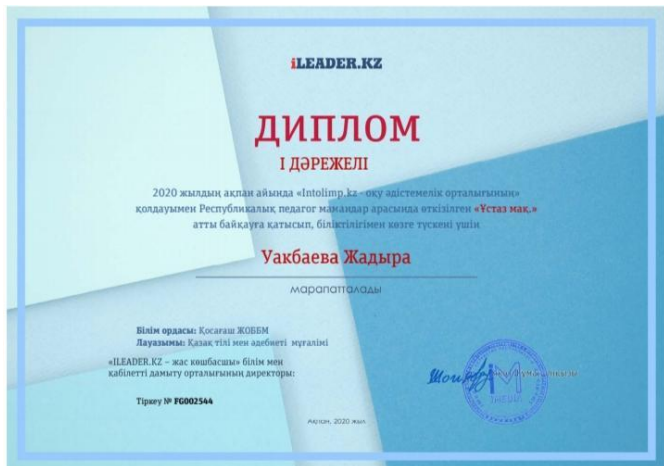 iLEADER.KZ
ДИПЛОМ
I ДӘРЕЖЕЛІ
2020 жылдың ақпан айында «Intolimp.kz - оқу әдістемелік орталығының»
қолдауымен Республикалық педагог мамандар арасында өткізілген «Ұстаз мақ.»
атты байқауға қатысып, біліктілігімен көзге түскені үшін
Уакбаева Жадыра
марапатталады
Білім ордасы: Қосағаш ЖОББМ
Лауазымы: Қазақ тілі мен әдебиеті мұғалімі
«ILEADER.KZ – жас көшбасшы» білім мен
қабілетті дамыту орталығының директоры:
Тіркеу № FG002544
Ақпан, 2020 жыл